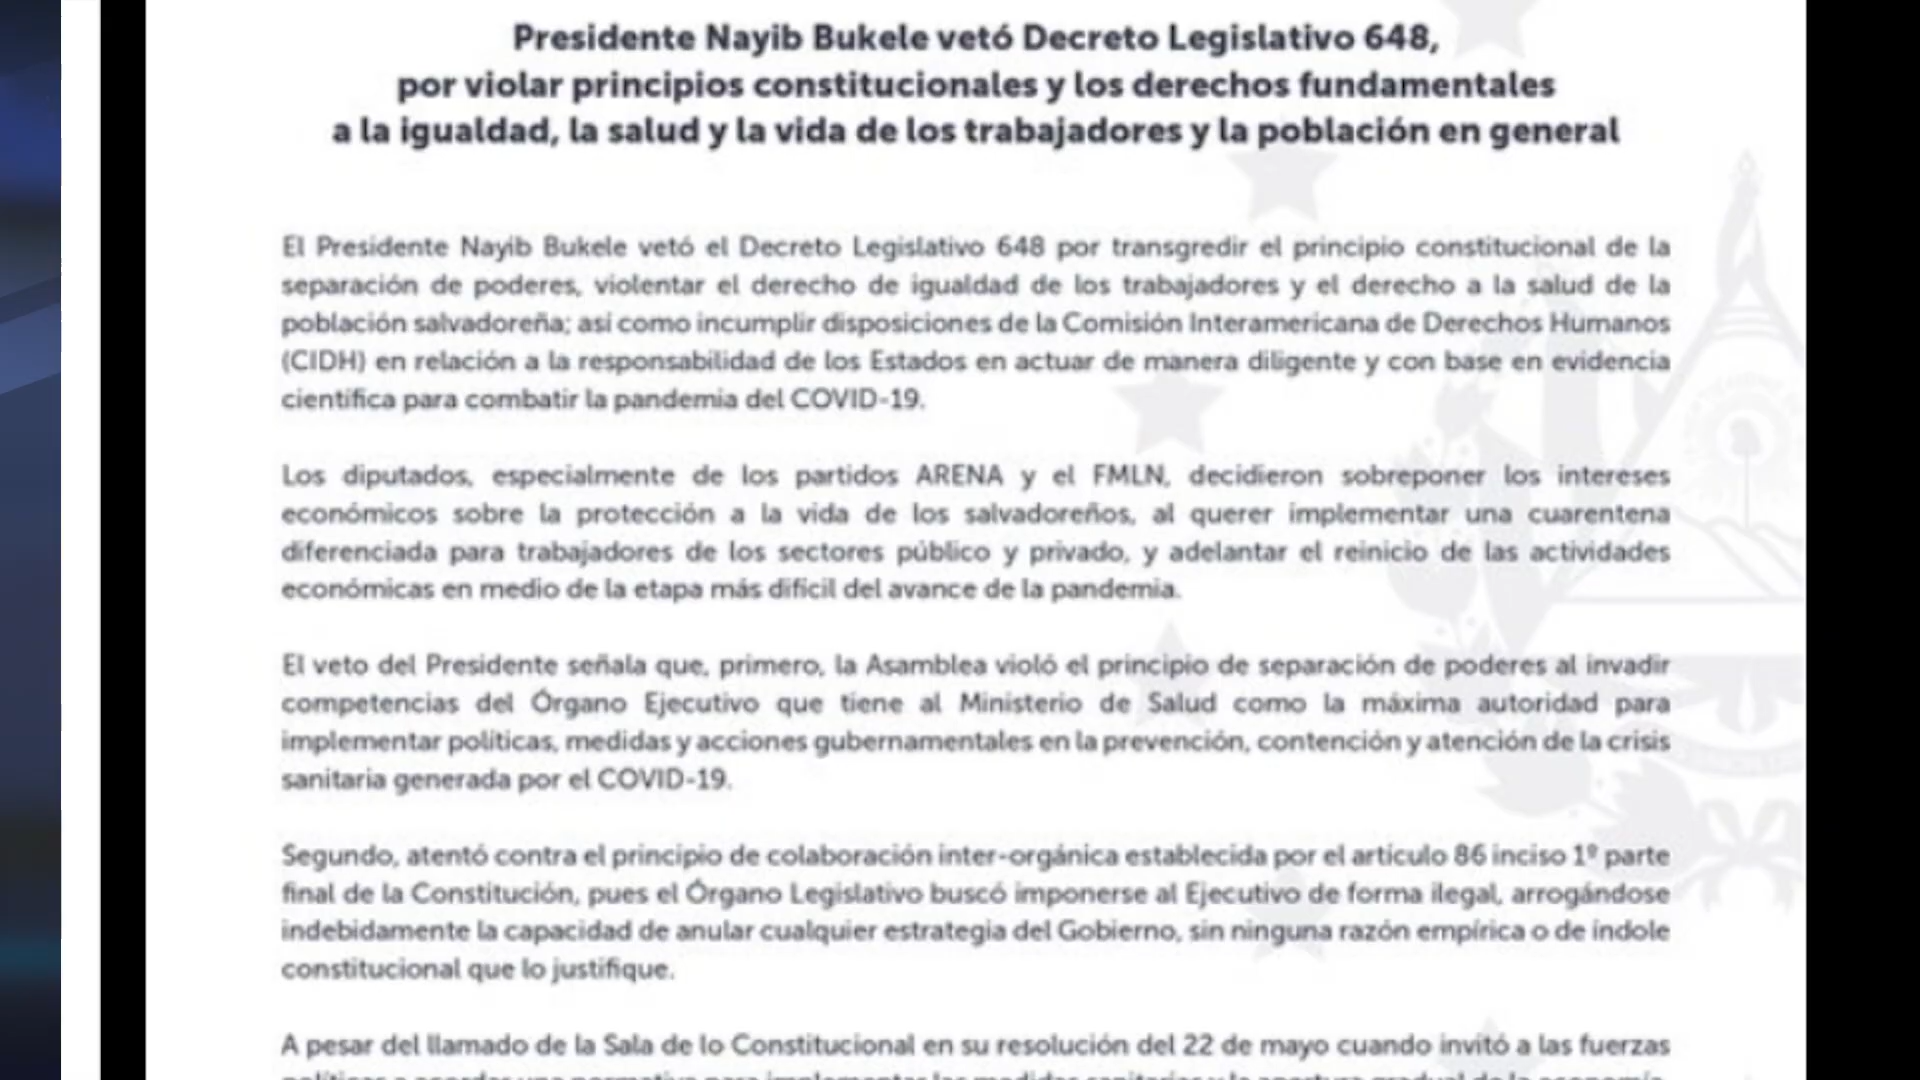 Presidente Nayib Bukele vetó Decreto Legislativo 648,
por violar principios constitucionales y los derechos fundamentales
a la igualdad, la salud y la vida de los trabajadores y la población en general
El Presidente Nayib Bukele vetó el Decreto Legislativo 648 por transgredir el principio constitucional de la
separación de poderes, violentar el derecho de igualdad de los trabajadores y el derecho a la salud de la
población salvadoreña; así como incumplir disposiciones de la Comisión Interamericana de Derechos Humanos
(CIDH) en relación a la responsabilidad de los Estados en actuar de manera diligente y con base en evidencia
científica para combatir la pandemia del COVID-19.
Los diputados, especialmente de los partidos ARENA y el FMLN, decidieron sobreponer los intereses
económicos sobre la protección a la vida de los salvadoreños, al querer implementar una cuarentena
diferenciada para trabajadores de los sectores público y privado, y adelantar el reinicio de las actividades
económicas en medio de la etapa más difícil del avance de la pandemia.
El veto del Presidente señala que, primero, la Asamblea violó el principio de separación de poderes al invadir
competencias del Órgano Ejecutivo que tiene al Ministerio de Salud como la máxima autoridad para
implementar políticas, medidas y acciones gubernamentales en la prevención, contención y atención de la crisis
sanitaria generada por el COVID-19.
Segundo, atentó contra el principio de colaboración inter-orgánica establecida por el artículo 86 inciso 1º parte
final de la Constitución, pues el Órgano Legislativo buscó imponerse al Ejecutivo de forma ilegal, arrogándose
indebidamente la capacidad de anular cualquier estrategia del Gobierno, sin ninguna razón empírica o de índole
constitucional que lo justifique.
A pesar del llamado de la Sala de lo Constitucional en su resolución del 22 de mayo cuando invitó a las fuerzas